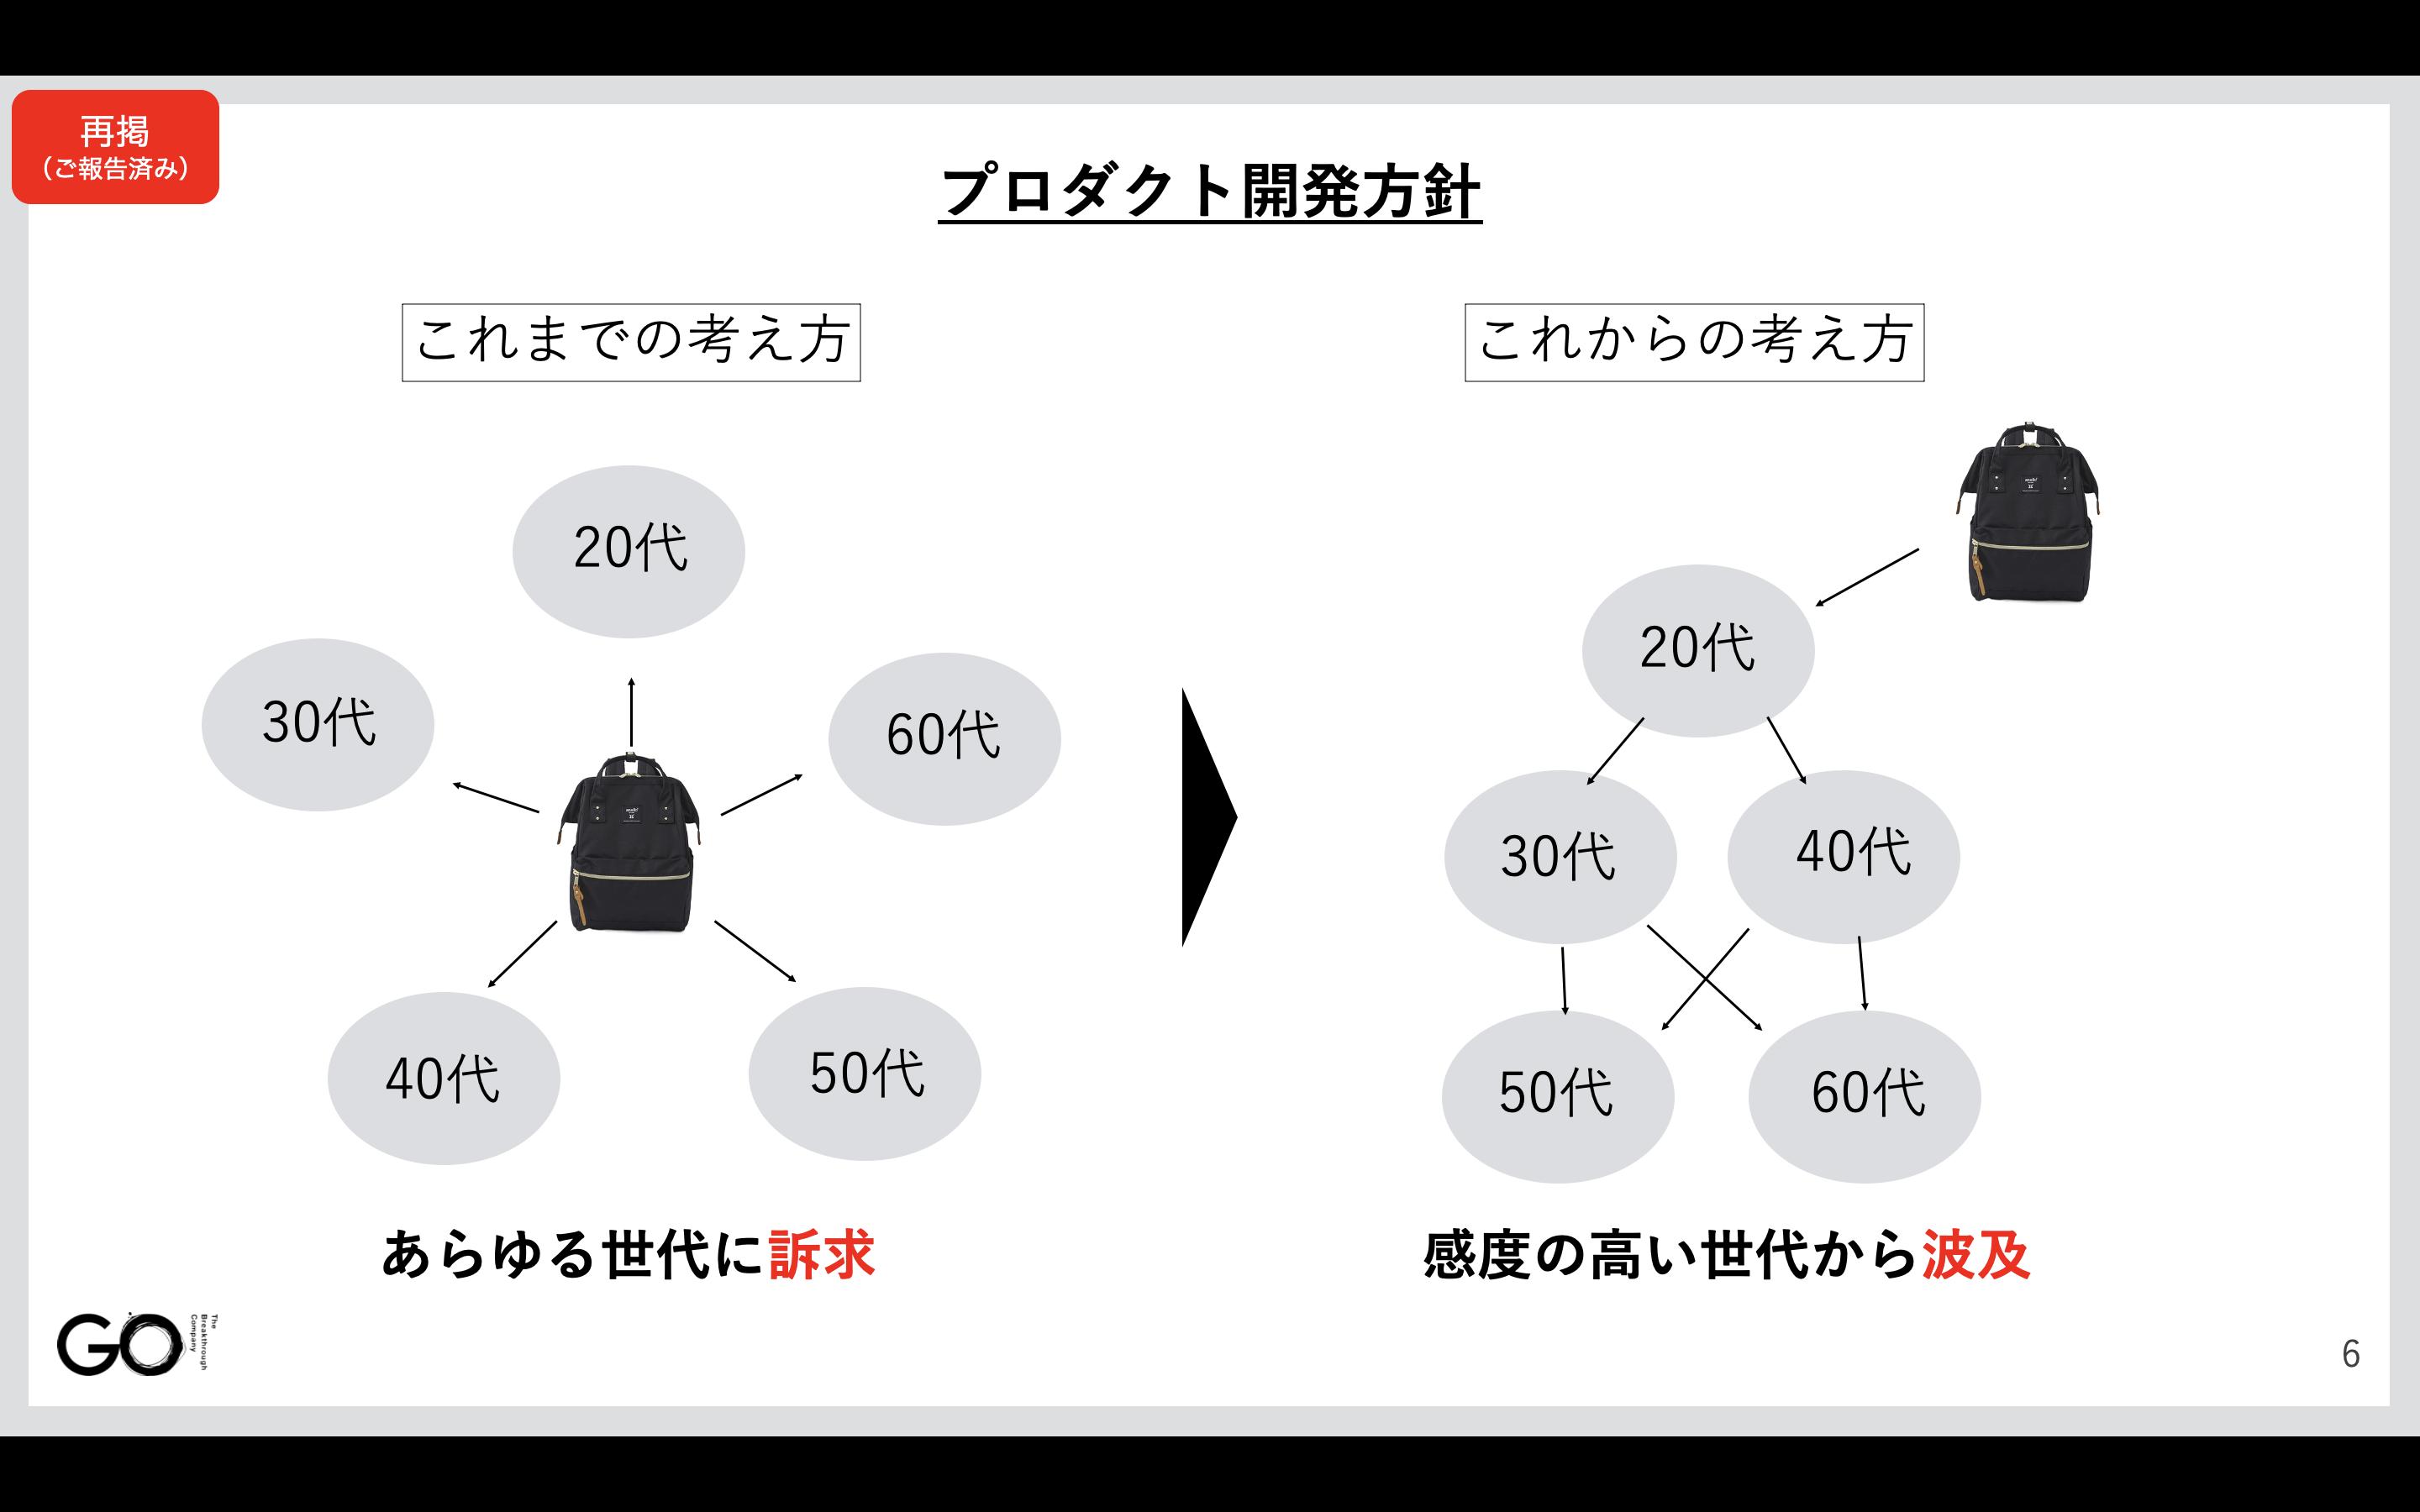 再掲
（ご報告済み）
プロダクト開発方針
これまでの考え方
20代
30代
60代
40代
50代
あらゆる世代に訴求
これからの考え方
20代
30代
40代
50代
60代
感度の高い世代から波及
GO
The
Breakthrough
Company
6